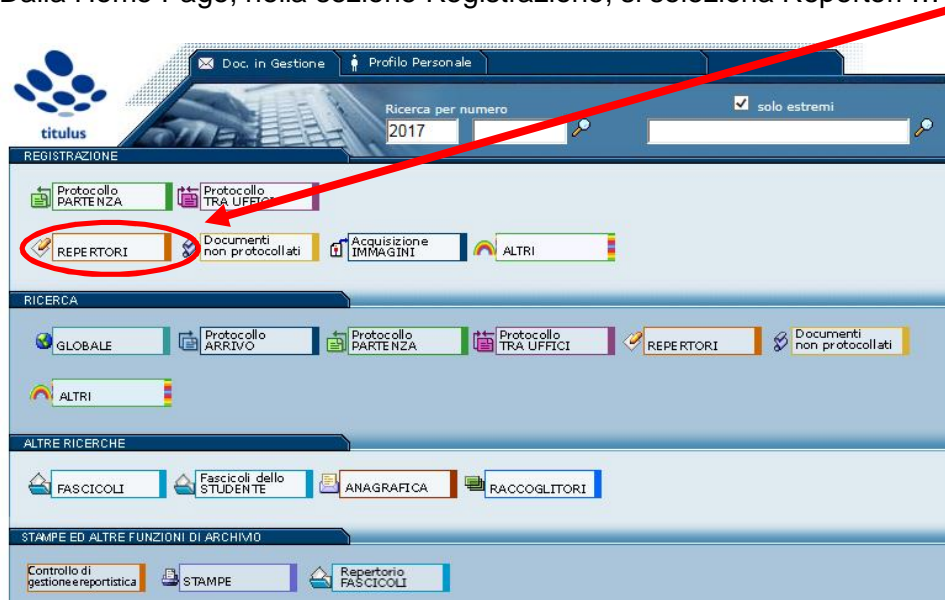 Dalla Home Page, nella sezione Registrazione, si seleziona Repertori ...
Doc. in Gestione
Profilo Personale
titulus
Ricerca per numero
solo estremi
2017
REGISTRAZIONE
Protocollo
PARTENZA
Protocollo
TRA UFFICI
REPERTORI
Documenti
non protocollati
Acquisizione
IMMAGINI
ALTRI
RICERCA
GLOBALE
Protocollo
ARRIVO
Protocollo
PARTENZA
Protocollo
TRA UFFICI
REPERTORI
Documenti
non protocollati
ALTRI
ALTRE RICERCHE
FASCICOLI
Fascicoli dello
STUDENTE
ANAGRAFICA
RACCOGLITORI
STAMPE ED ALTRE FUNZIONI DI ARCHIVIO
Controllo di
gestione e reportistica
STAMPE
Repertorio
FASCICOLI